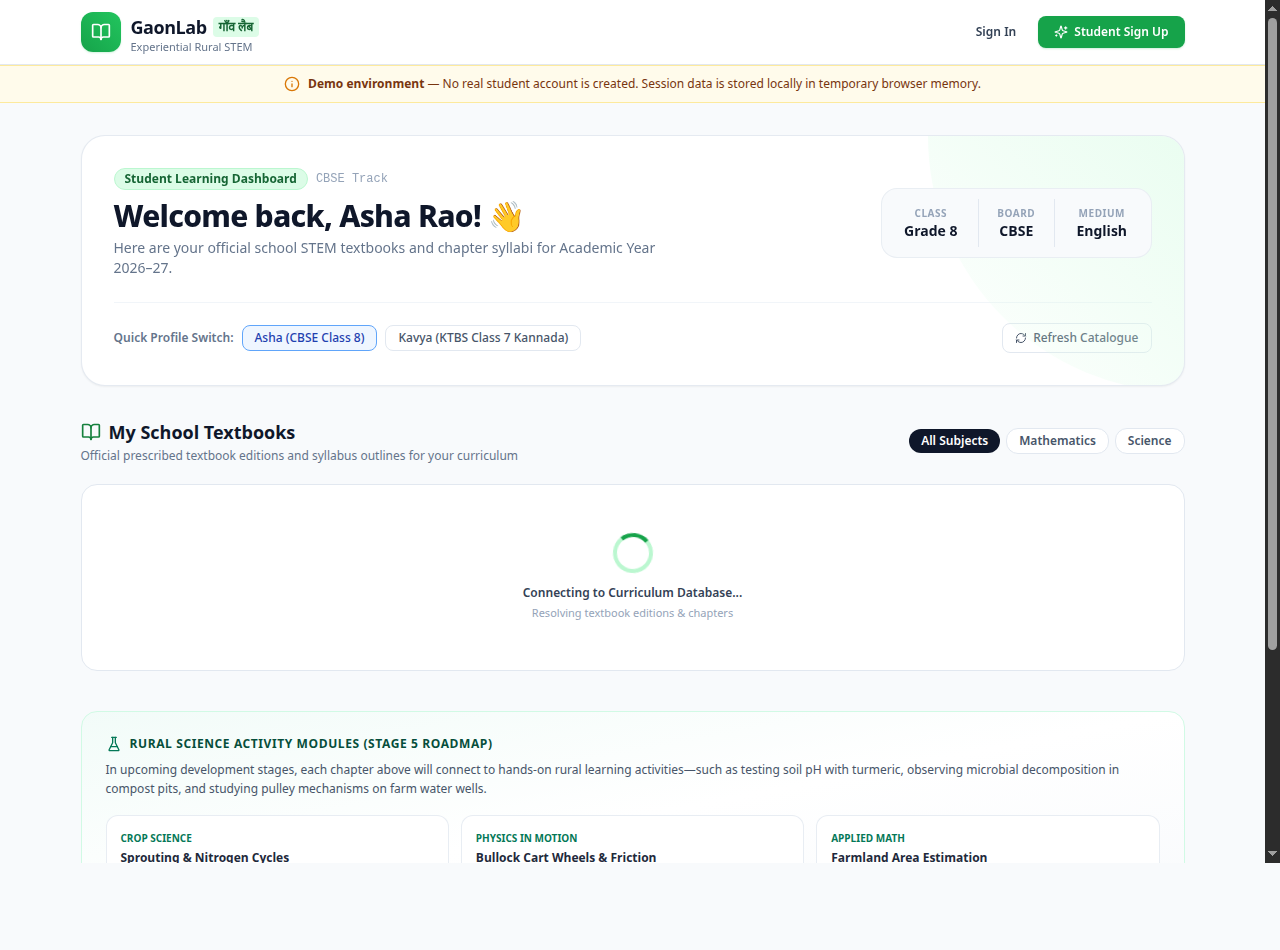 GaonLab गाँव लैब
Experiential Rural STEM
Sign In
Student Sign Up
Demo environment — No real student account is created. Session data is stored locally in temporary browser memory.
Student Learning Dashboard CBSE Track
Welcome back, Asha Rao! 👋
Here are your official school STEM textbooks and chapter syllabi for Academic Year
2026–27.
CLASS
Grade 8
BOARD
CBSE
MEDIUM
English
Quick Profile Switch: Asha (CBSE Class 8) Kavya (KTBS Class 7 Kannada)
Refresh Catalogue
My School Textbooks
Official prescribed textbook editions and syllabus outlines for your curriculum
All Subjects Mathematics Science
Connecting to Curriculum Database...
Resolving textbook editions & chapters
RURAL SCIENCE ACTIVITY MODULES (STAGE 5 ROADMAP)
In upcoming development stages, each chapter above will connect to hands-on rural learning activities—such as testing soil pH with turmeric, observing microbial decomposition in
compost pits, and studying pulley mechanisms on farm water wells.
CROP SCIENCE
Sprouting & Nitrogen Cycles
PHYSICS IN MOTION
Bullock Cart Wheels & Friction
APPLIED MATH
Farmland Area Estimation